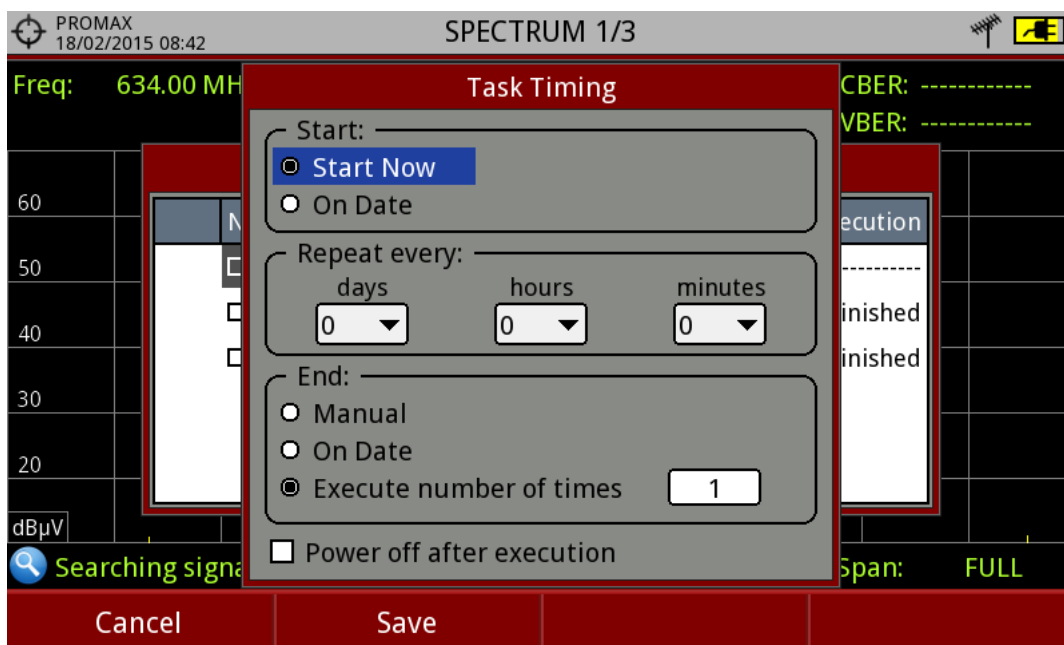 PROMAX
18/02/2015 08:42
SPECTRUM 1/3
Freq: 634.00 MH
CBER: ------------
VBER: ------------
Task Timing
Start:
Start Now
On Date
Repeat every:
days hours minutes
0 0 0
End:
Manual
On Date
Execute number of times 1
Power off after execution
N
ecution
----------
inished
inished
60
50
40
30
20
dBµV
Searching signa
Span: FULL
Cancel Save